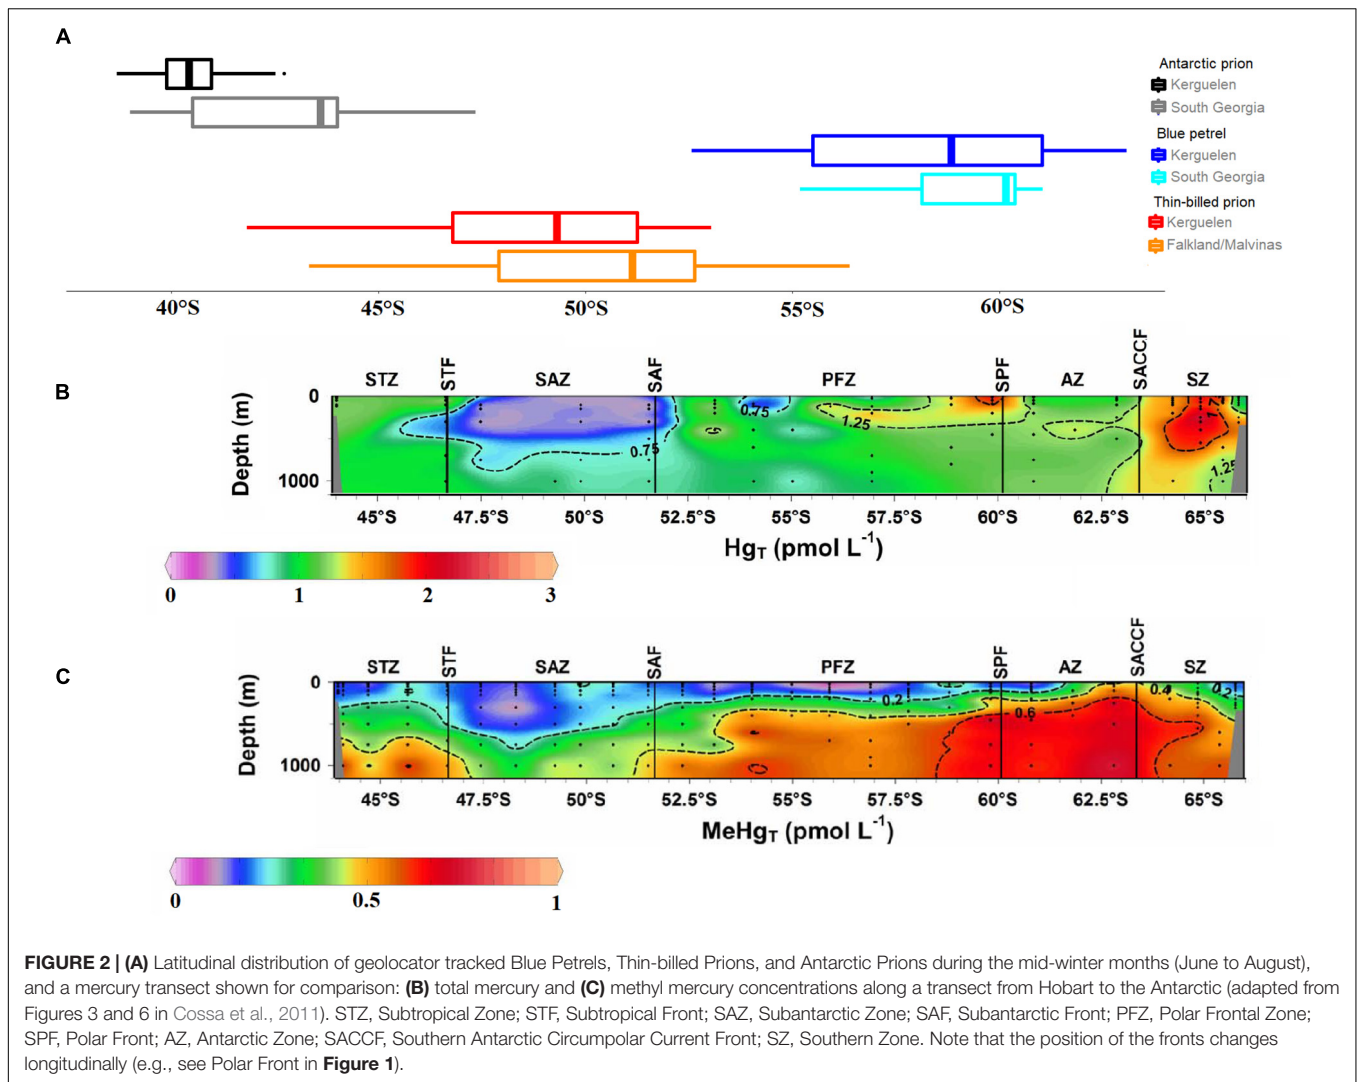 A
Antarctic prion
Kerguelen
South Georgia
Blue petrel
Kerguelen
South Georgia
Thin-billed prion
Kerguelen
Falkland/Malvinas
40°S 45°S 50°S 55°S 60°S
B
STZ STF SAZ SAF PFZ SPF AZ SACCF SZ
Depth (m)
0
1000
0.75
0.75
1.25
1.25
45°S 47.5°S 50°S 52.5°S 55°S 57.5°S 60°S 62.5°S 65°S
HgT (pmol L-1)
0 1 2 3
C
STZ STF SAZ SAF PFZ SPF AZ SACCF SZ
Depth (m)
0
1000
0.2
0.6
0.4
0.2
45°S 47.5°S 50°S 52.5°S 55°S 57.5°S 60°S 62.5°S 65°S
MeHgT (pmol L-1)
0 0.5 1
FIGURE 2 | (A) Latitudinal distribution of geolocator tracked Blue Petrels, Thin-billed Prions, and Antarctic Prions during the mid-winter months (June to August),
and a mercury transect shown for comparison: (B) total mercury and (C) methyl mercury concentrations along a transect from Hobart to the Antarctic (adapted from
Figures 3 and 6 in Cossa et al., 2011). STZ, Subtropical Zone; STF, Subtropical Front; SAZ, Subantarctic Zone; SAF, Subantarctic Front; PFZ, Polar Frontal Zone;
SPF, Polar Front; AZ, Antarctic Zone; SACCF, Southern Antarctic Circumpolar Current Front; SZ, Southern Zone. Note that the position of the fronts changes
longitudinally (e.g., see Polar Front in Figure 1).